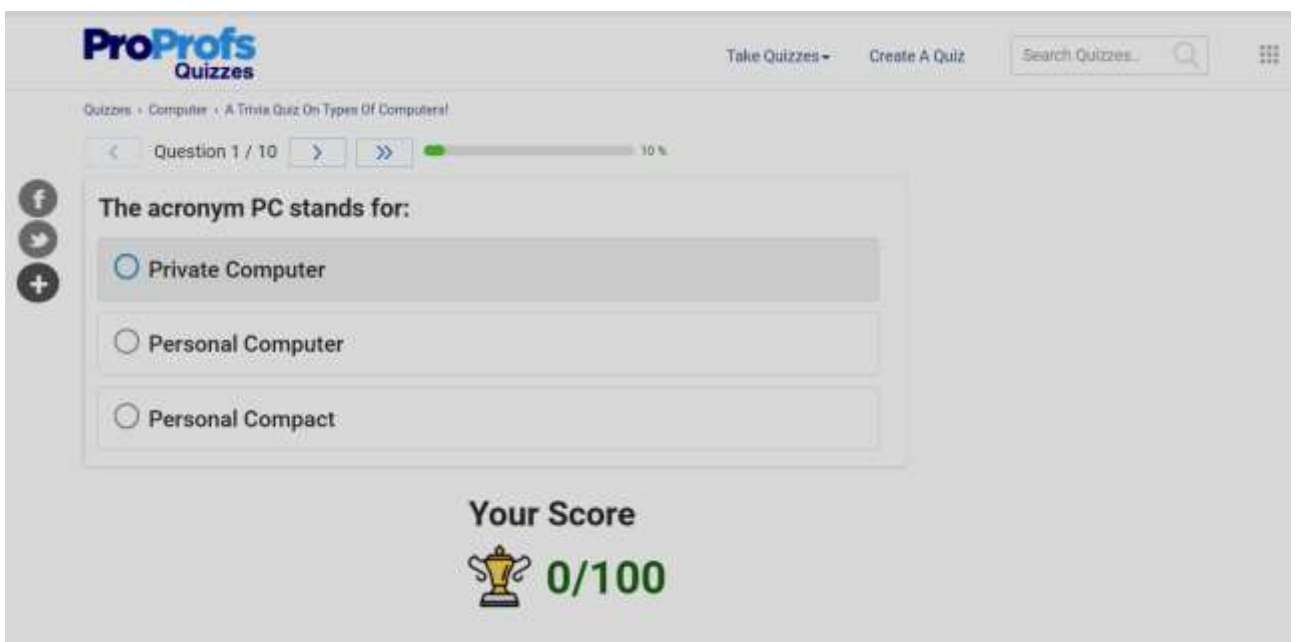 ProProfs
Quizzes
Take Quizzes
Create A Quiz
Search Quizzes..
Quizzes › Computer › A Trivia Quiz On Types Of Computers!
Question 1 / 10
10 %
The acronym PC stands for:
Private Computer
Personal Computer
Personal Compact
Your Score
0/100